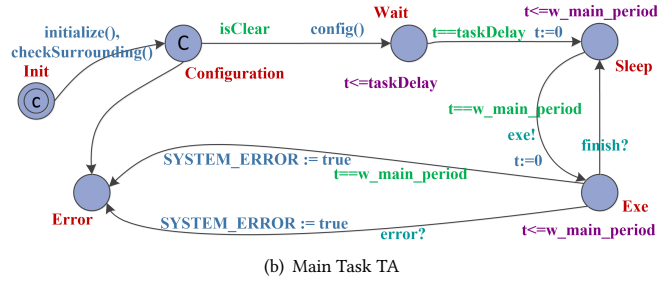 Wait
t<=w_main_period
initialize(),
checkSurrounding()
C
isClear
config()
t==taskDelay
t:=0
Init
c
Configuration
t<=taskDelay
Sleep
t==w_main_period
exe!
t:=0
finish?
SYSTEM_ERROR := true
t==w_main_period
Error
SYSTEM_ERROR := true
error?
Exe
t<=w_main_period
(b) Main Task TA